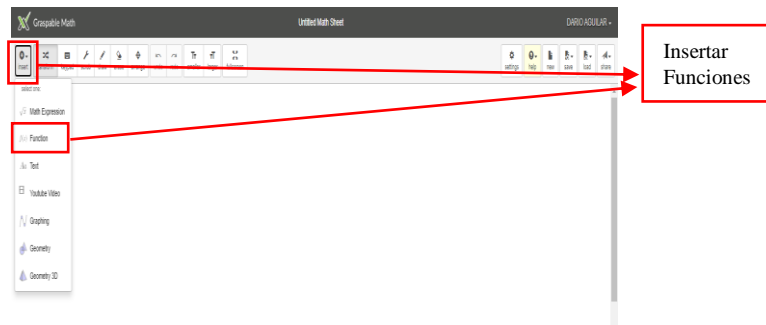 Graspable Math
Untitled Math Sheet
DARIO AGUILAR
insert
settings
help
new
save
load
share
select one:
Math Expression
Function
Text
Youtube Video
Graphing
Geometry
Geometry 3D
Insertar
Funciones